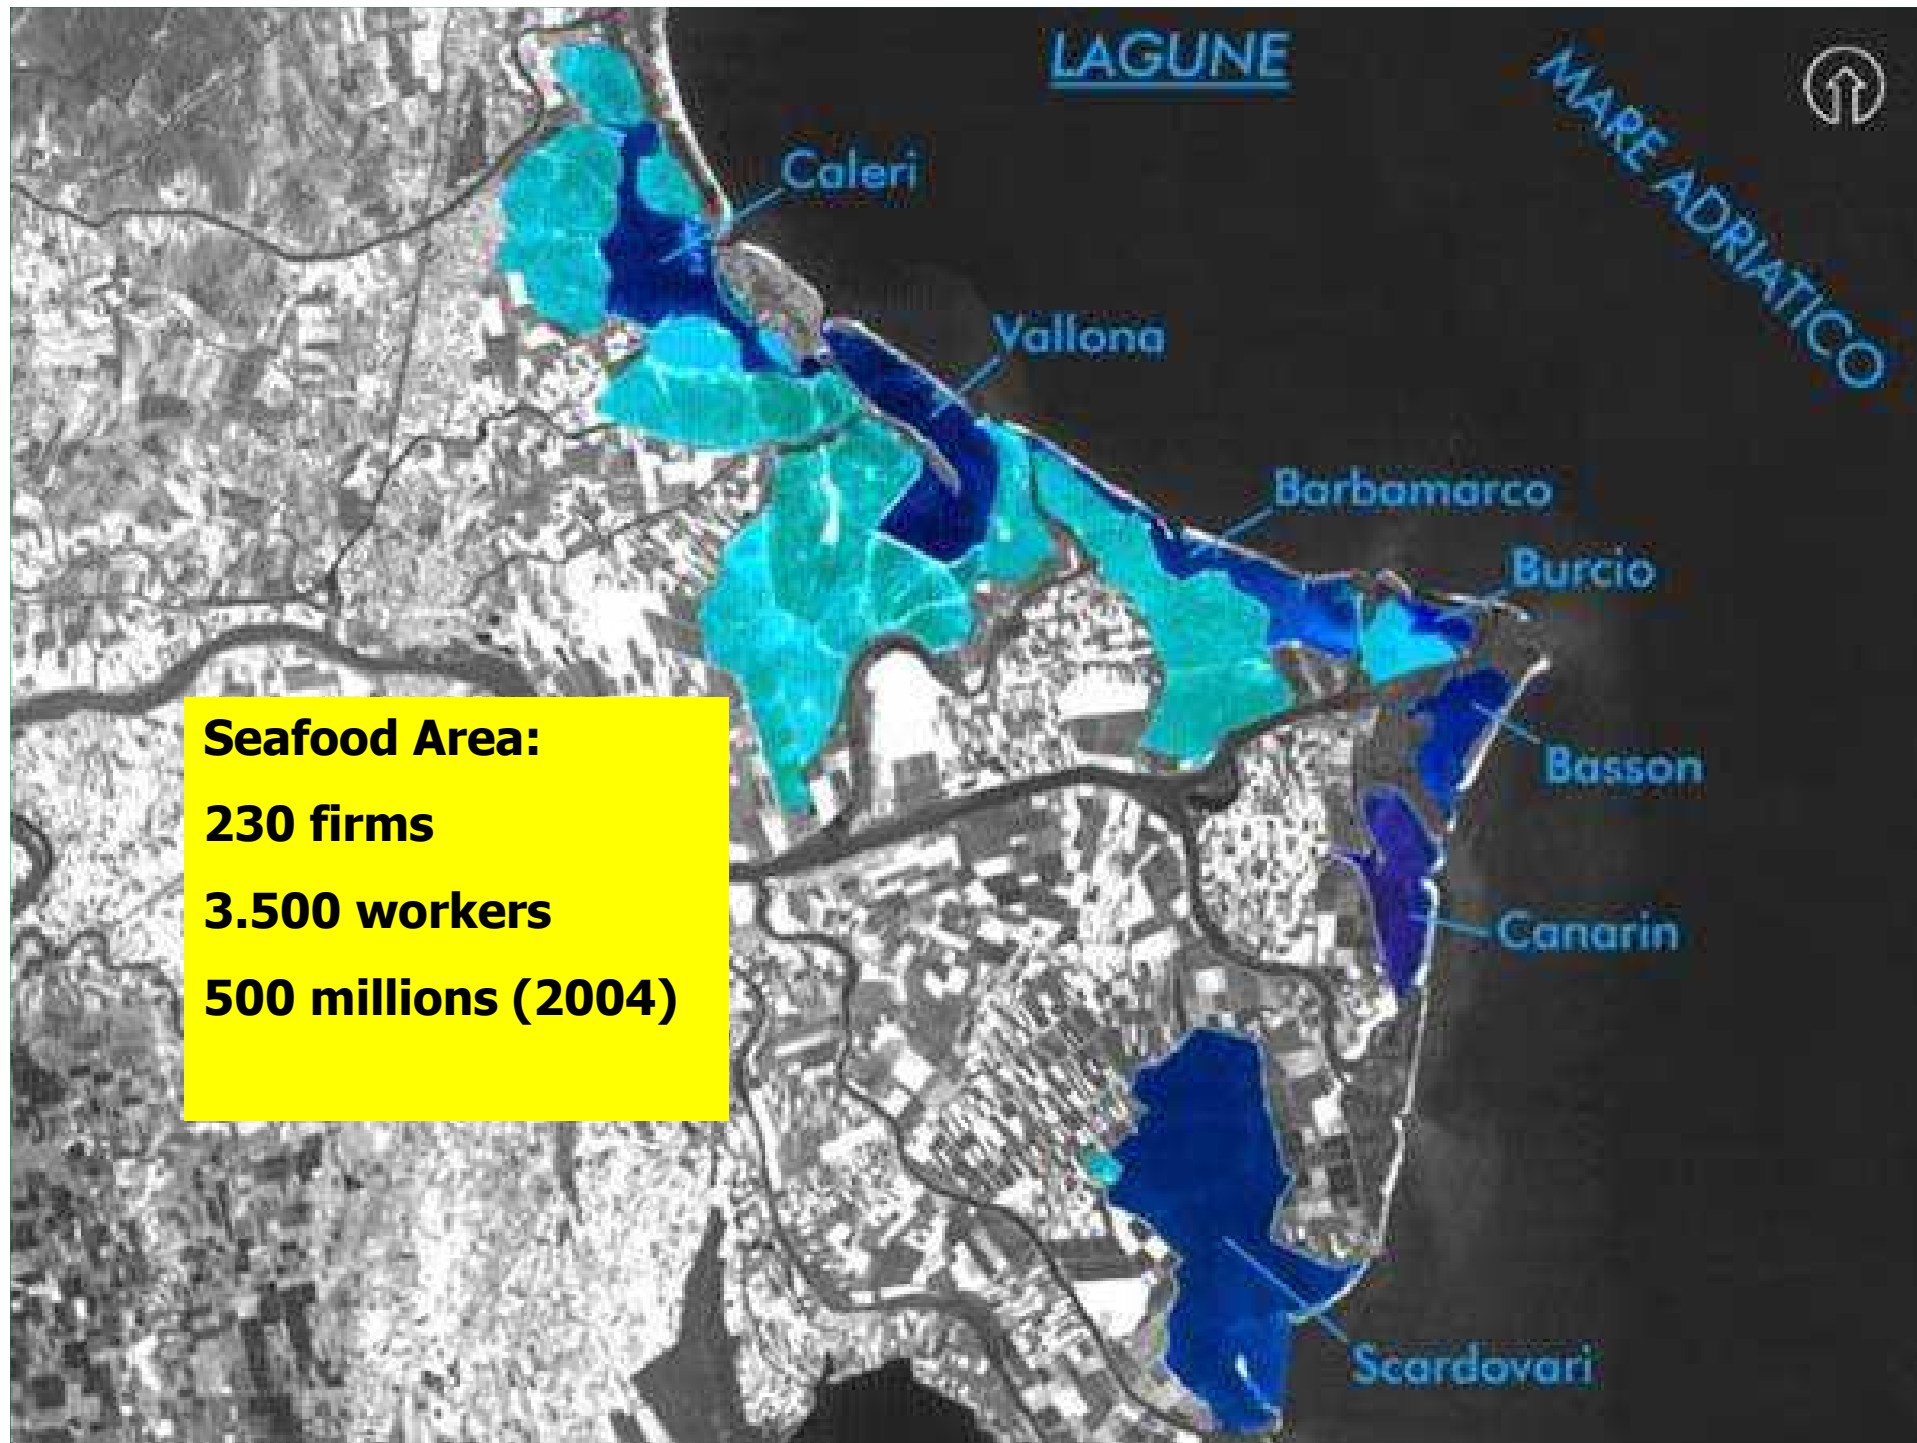 LAGUNE
MARE ADRIATICO
Caleri
Vallona
Barbamarco
Burcio
Basson
Seafood Area:
230 firms
3.500 workers
500 millions (2004)
Canarin
Scardovari